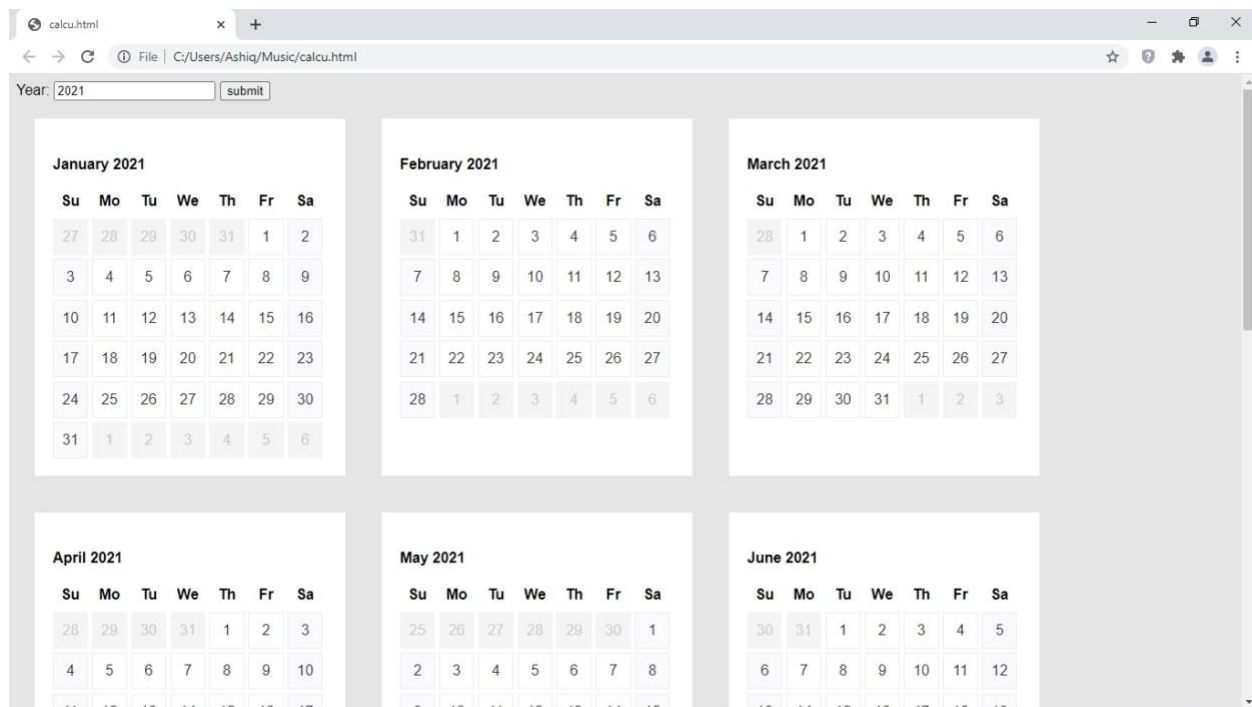 calcu.html
File | C:/Users/Ashiq/Music/calcu.html
Year: 2021 submit
January 2021
Su Mo Tu We Th Fr Sa
27 28 29 30 31 1 2
3 4 5 6 7 8 9
10 11 12 13 14 15 16
17 18 19 20 21 22 23
24 25 26 27 28 29 30
31 1 2 3 4 5 6
February 2021
Su Mo Tu We Th Fr Sa
31 1 2 3 4 5 6
7 8 9 10 11 12 13
14 15 16 17 18 19 20
21 22 23 24 25 26 27
28 1 2 3 4 5 6
March 2021
Su Mo Tu We Th Fr Sa
28 1 2 3 4 5 6
7 8 9 10 11 12 13
14 15 16 17 18 19 20
21 22 23 24 25 26 27
28 29 30 31 1 2 3
April 2021
Su Mo Tu We Th Fr Sa
28 29 30 31 1 2 3
4 5 6 7 8 9 10
May 2021
Su Mo Tu We Th Fr Sa
25 26 27 28 29 30 1
2 3 4 5 6 7 8
June 2021
Su Mo Tu We Th Fr Sa
30 31 1 2 3 4 5
6 7 8 9 10 11 12